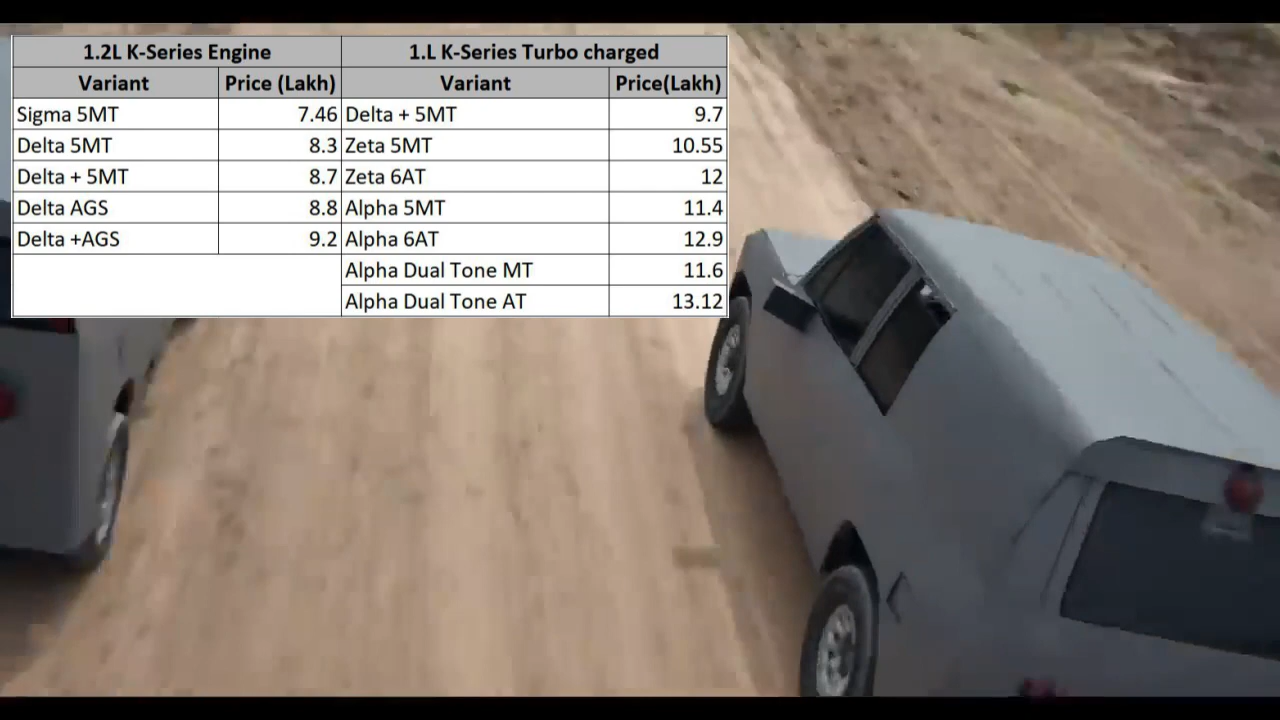 1.2L K-Series Engine 1.L K-Series Turbo charged
Variant Price (Lakh) Variant Price(Lakh)
Sigma 5MT 7.46 Delta + 5MT 9.7
Delta 5MT 8.3 Zeta 5MT 10.55
Delta + 5MT 8.7 Zeta 6AT 12
Delta AGS 8.8 Alpha 5MT 11.4
Delta +AGS 9.2 Alpha 6AT 12.9
Alpha Dual Tone MT 11.6
Alpha Dual Tone AT 13.12